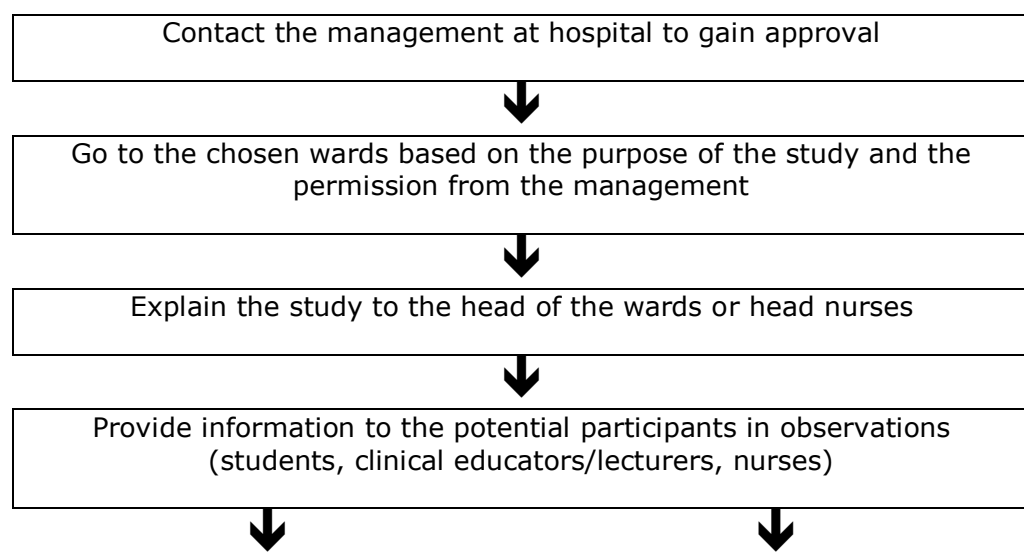 Contact the management at hospital to gain approval
Go to the chosen wards based on the purpose of the study and the
permission from the management
Explain the study to the head of the wards or head nurses
Provide information to the potential participants in observations
(students, clinical educators/lecturers, nurses)